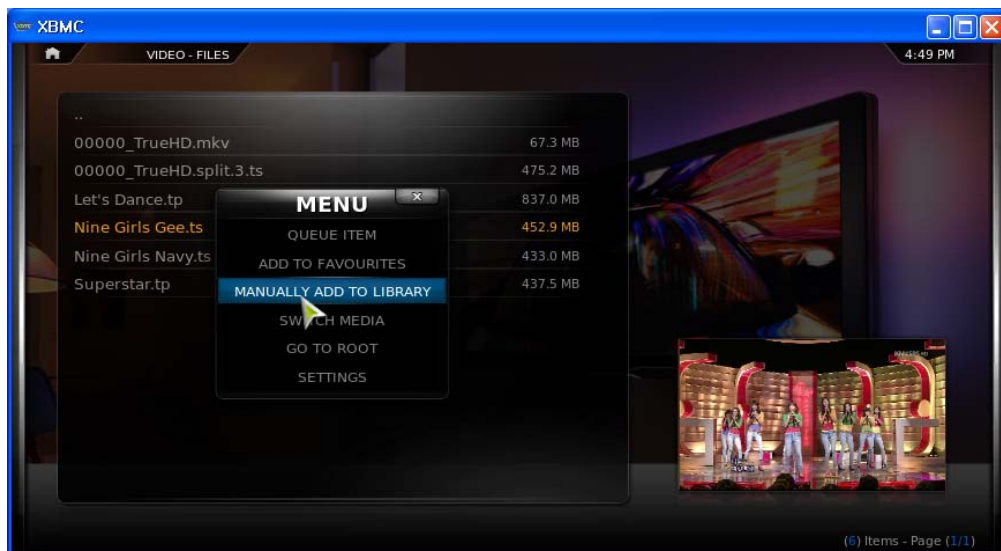 XBMC
VIDEO - FILES
4:49 PM
..
00000_TrueHD.mkv 67.3 MB
00000_TrueHD.split.3.ts 475.2 MB
Let's Dance.tp 837.0 MB
Nine Girls Gee.ts 452.9 MB
Nine Girls Navy.ts 433.0 MB
Superstar.tp 437.5 MB
MENU
QUEUE ITEM
ADD TO FAVOURITES
MANUALLY ADD TO LIBRARY
SWITCH MEDIA
GO TO ROOT
SETTINGS
(6) Items - Page (1/1)